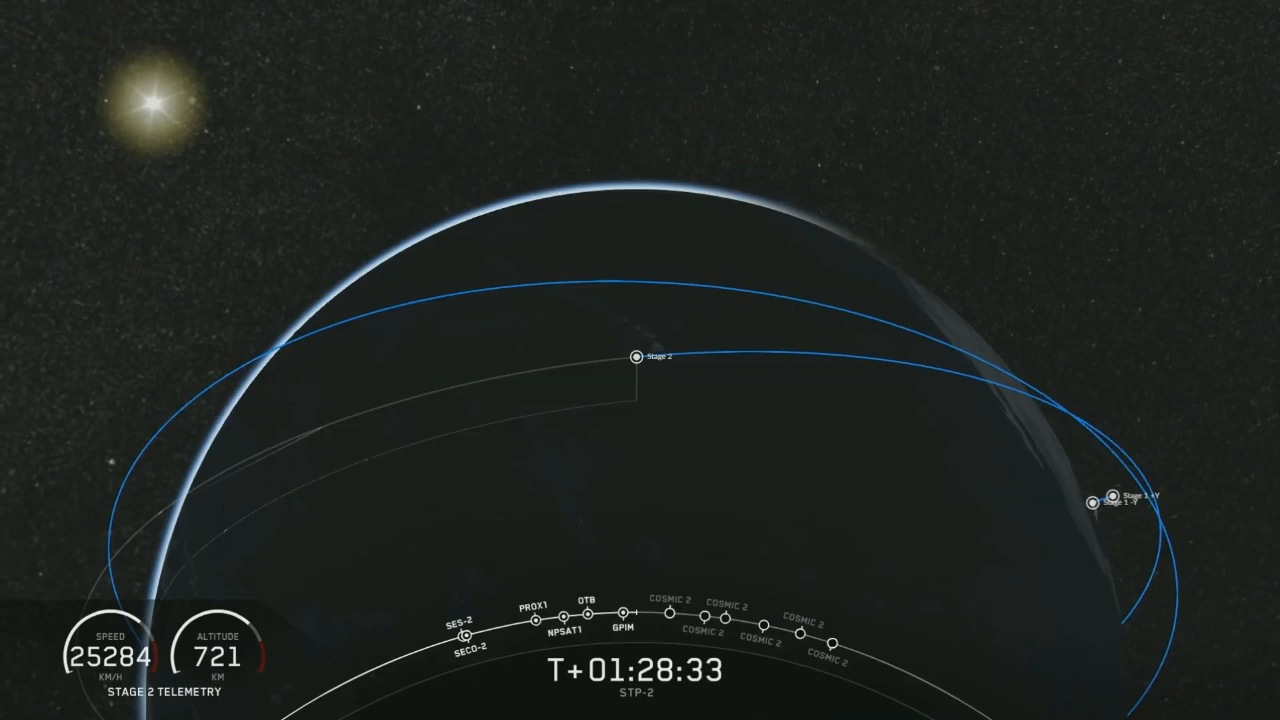 Stage 2
Stage 1 +Y
Stage 1 -Y
SES-2
SECO-2
PROX1
NPSAT1
OTB
GPIM
COSMIC 2
COSMIC 2
COSMIC 2
COSMIC 2
COSMIC 2
COSMIC 2
SPEED
25284
KM/H
ALTITUDE
721
KM
STAGE 2 TELEMETRY
T+01:28:33
STP-2